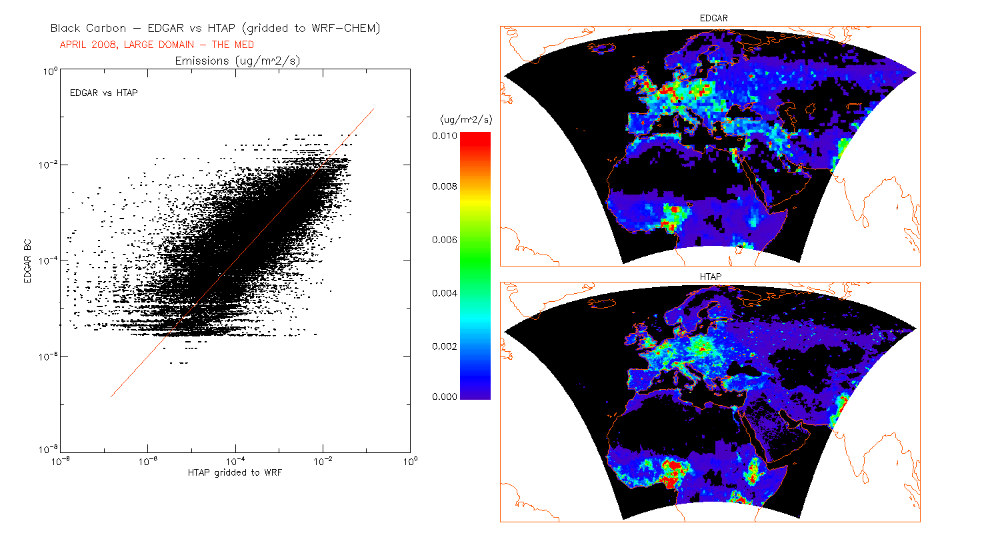 Black Carbon - EDGAR vs HTAP (gridded to WRF-CHEM)
APRIL 2008, LARGE DOMAIN - THE MED
Emissions (ug/m^2/s)
10^0
EDGAR vs HTAP
10^-2
EDGAR BC
10^-4
10^-6
10^-8
10^-8 10^-6 10^-4 10^-2 10^0
HTAP gridded to WRF
(ug/m^2/s)
0.010
0.008
0.006
0.004
0.002
0.000
EDGAR
HTAP